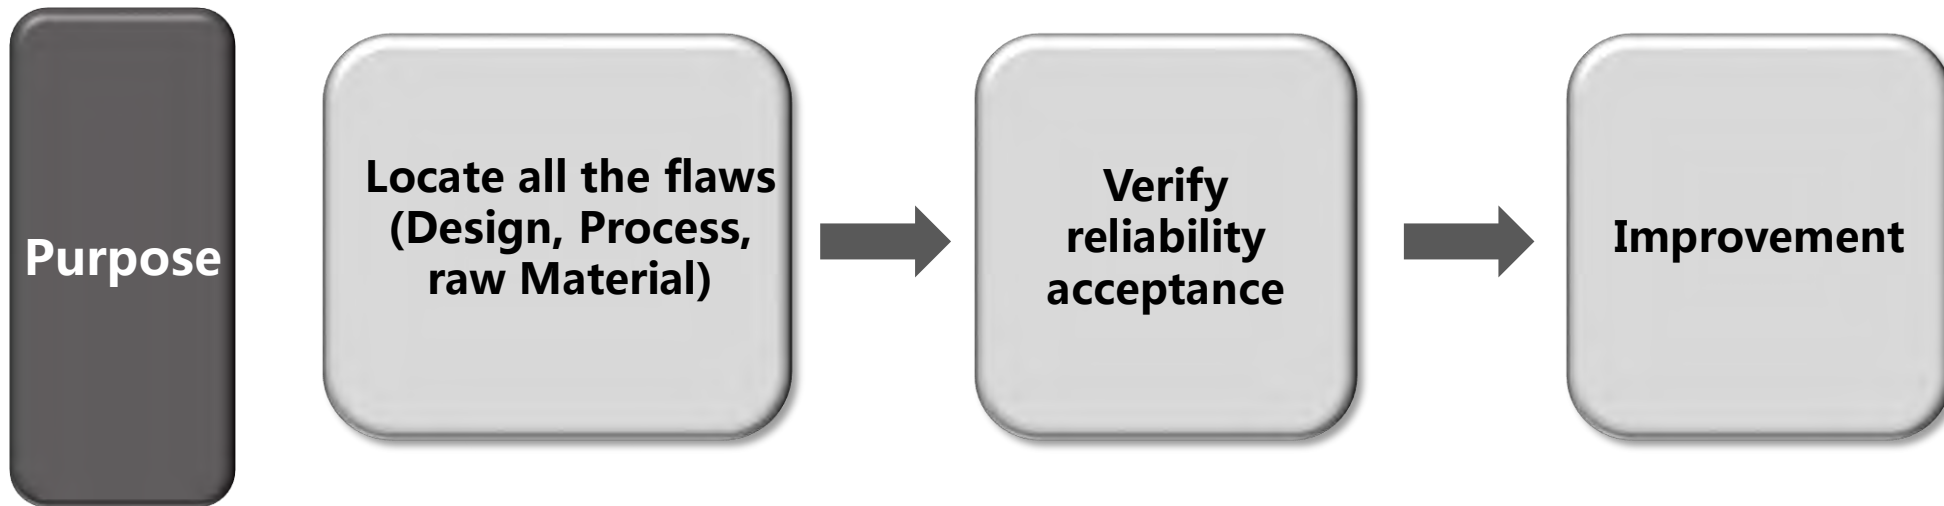 Purpose
Locate all the flaws
(Design, Process,
raw Material)
Verify
reliability
acceptance
Improvement